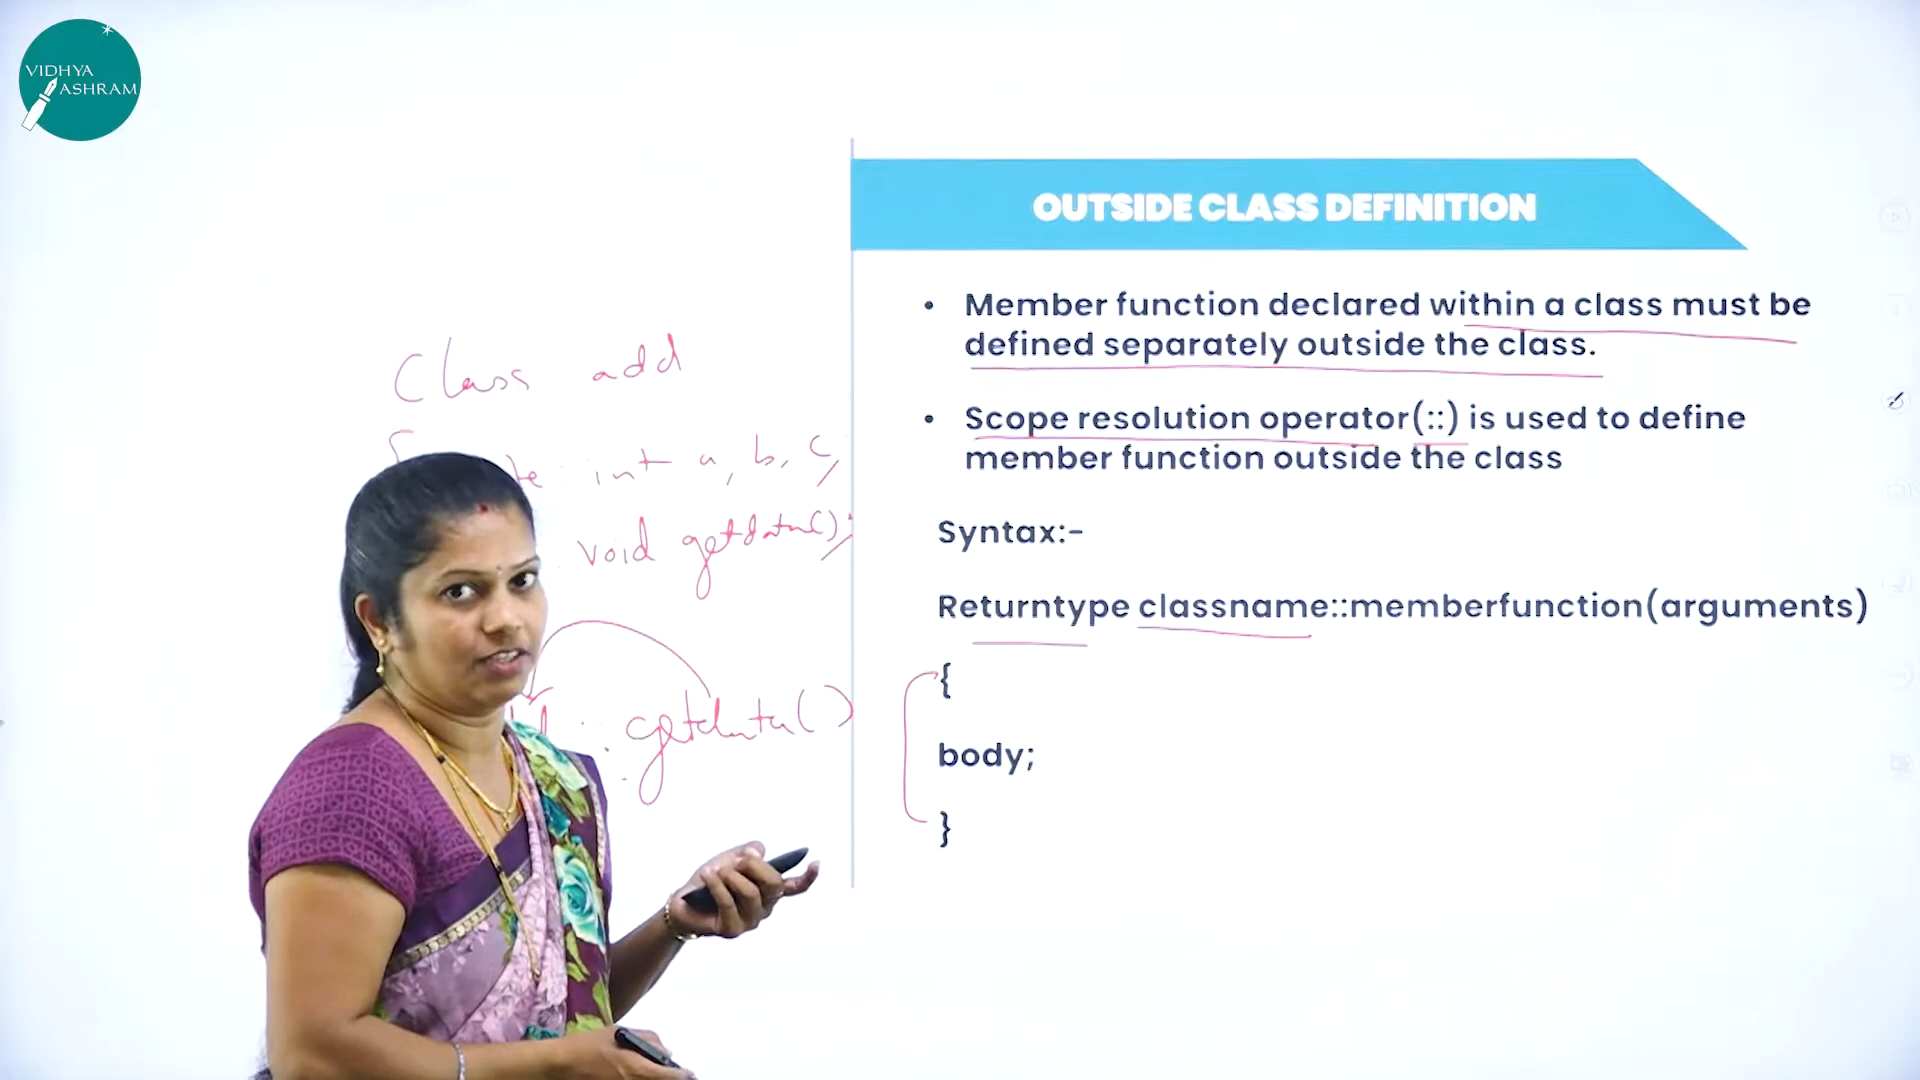 VIDHYA
ASHRAM
OUTSIDE CLASS DEFINITION
• Member function declared within a class must be
defined separately outside the class.
• Scope resolution operator(::) is used to define
member function outside the class
Syntax:-
Returntype classname::memberfunction(arguments)
{
body;
}
Class add
{
int a, b, c;
void getdata();
:: getdata()